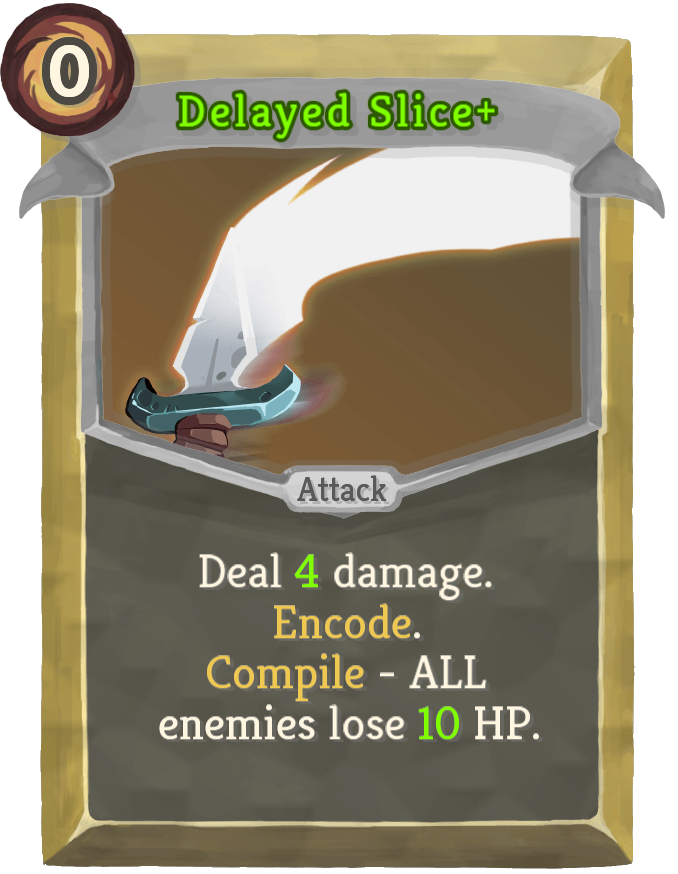 0
Delayed Slice+
Attack
Deal 4 damage.
Encode.
Compile - ALL
enemies lose 10 HP.